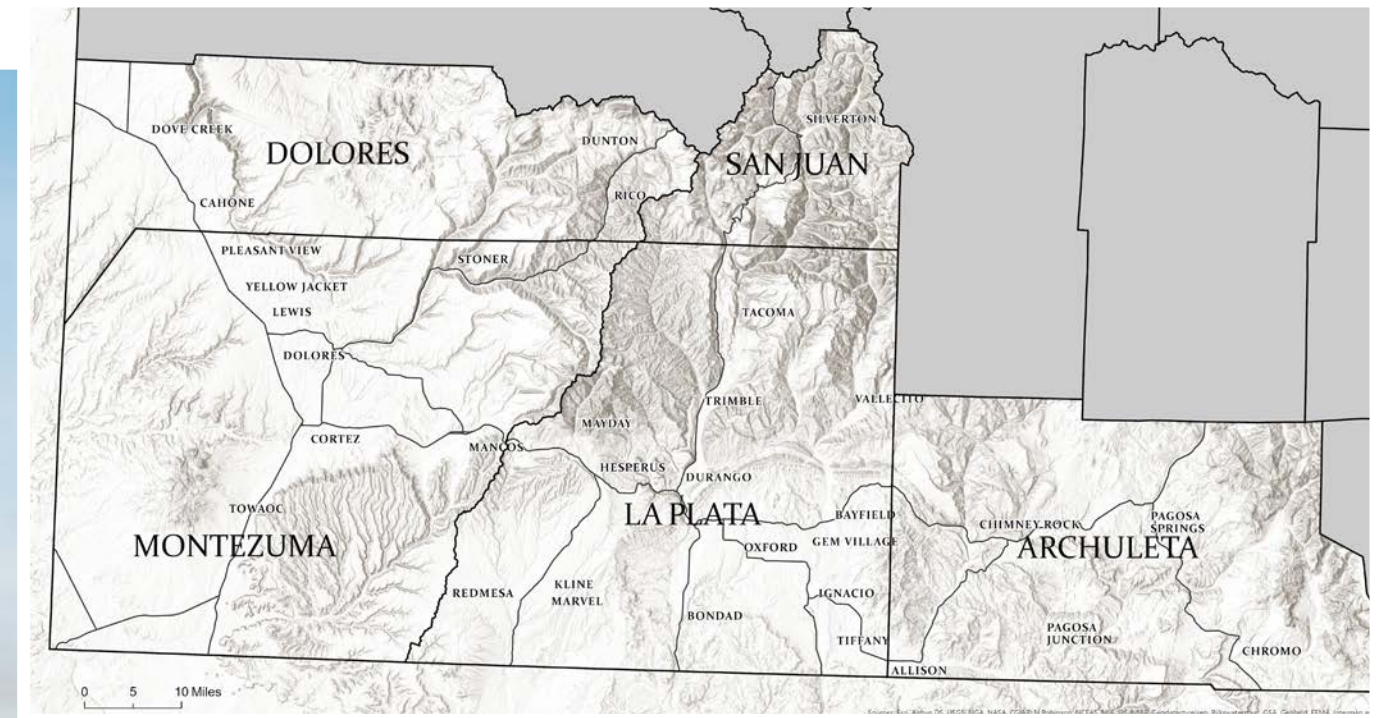 SILVERTON
DOVE CREEK
DUNTON
DOLORES
SAN JUAN
RICO
CAHONE
PLEASANT VIEW
STONER
YELLOW JACKET
LEWIS
TACOMA
DOLORES
TRIMBLE
VALLECITO
MAYDAY
CORTEZ
MANCOS
HESPERUS
DURANGO
TOWAOC
LA PLATA
BAYFIELD
CHIMNEY ROCK
PAGOSA
SPRINGS
MONTEZUMA
OXFORD
GEM VILLAGE
ARCHULETA
REDMESA
KLINE
MARVEL
IGNACIO
BONDAD
PAGOSA
JUNCTION
TIFFANY
CHROMO
ALLISON
0 5 10 Miles